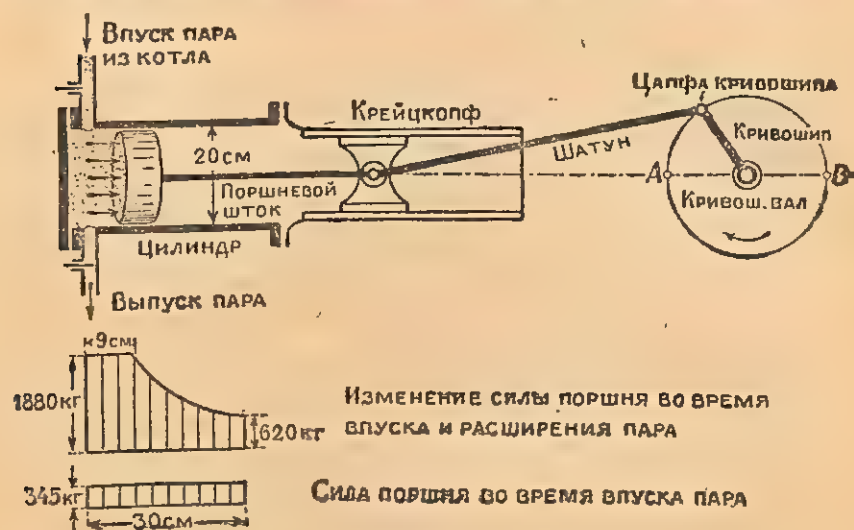 Впуск пара
из котла
Цапфа кривошипа
Крейцкопф
Кривошип
20см
Шатун
А
В
Поршневой
шток
Кривош. вал
Цилиндр
Выпуск пара
9см
1880кг
Изменение силы поршня во время
впуска и расширения пара
620кг
345кг
Сила поршня во время впуска пара
30см